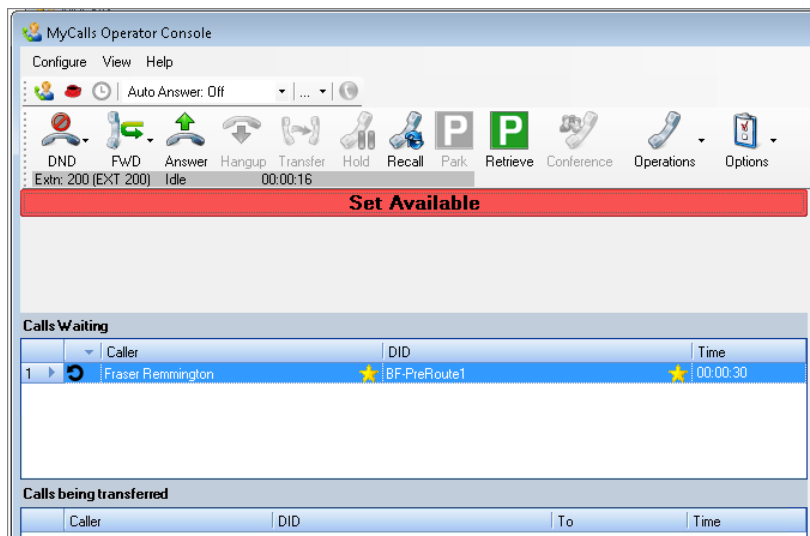 MyCalls Operator Console
Configure View Help
Auto Answer: Off ...
DND FWD Answer Hangup Transfer Hold Recall Park Retrieve Conference Operations Options
Extn: 200 (EXT 200) Idle 00:00:16
Set Available
Calls Waiting
Caller DID Time
1 Fraser Remmington BF-PreRoute1 00:00:30
Calls being transferred
Caller DID To Time